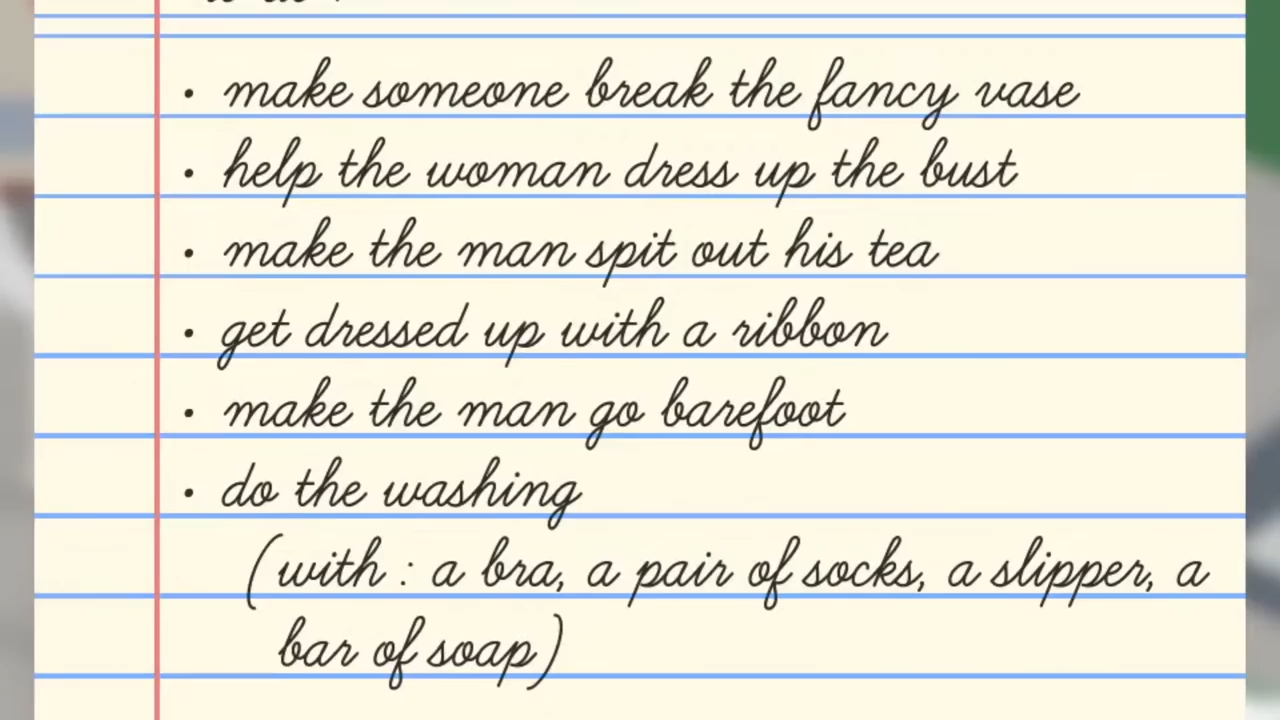 • make someone break the fancy vase
• help the woman dress up the bust
• make the man spit out his tea
• get dressed up with a ribbon
• make the man go barefoot
• do the washing
(with : a bra, a pair of socks, a slipper, a
bar of soap)